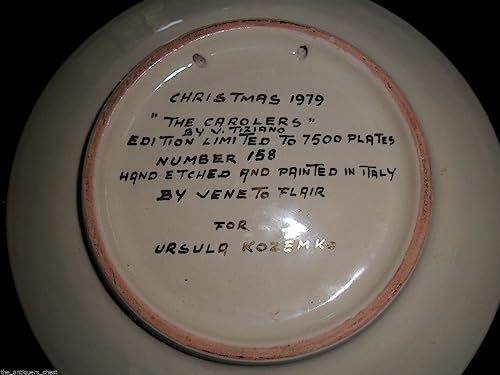 CHRISTMAS 1979
"THE CAROLERS"
BY V. TIZIANO
EDITION LIMITED TO 7500 PLATES
NUMBER 158
HAND ETCHED AND PAINTED IN ITALY
BY VENETO FLAIR
FOR
URSULA KOZEMKO
the_antiquers_chest